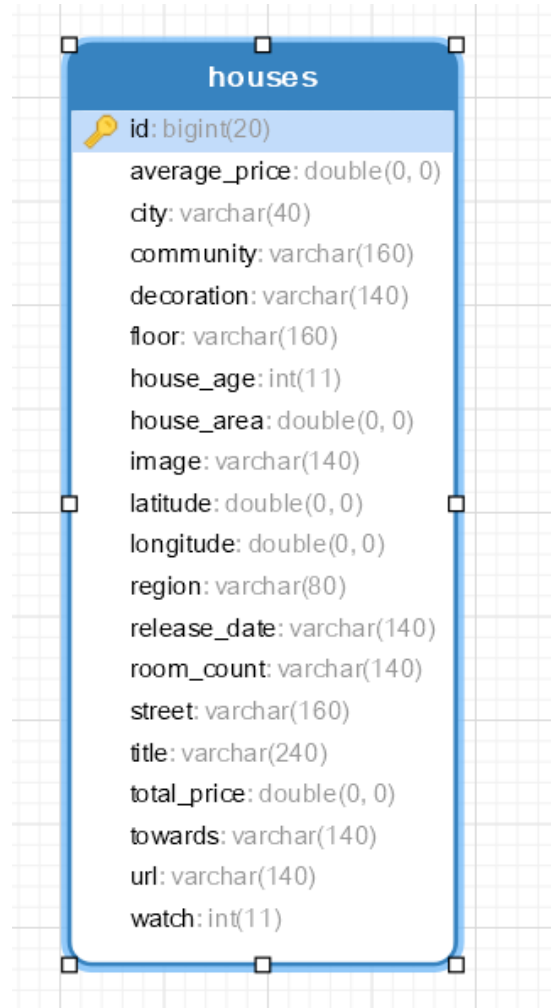 houses
id: bigint(20)
average_price: double(0, 0)
city: varchar(40)
community: varchar(160)
decoration: varchar(140)
floor: varchar(160)
house_age: int(11)
house_area: double(0, 0)
image: varchar(140)
latitude: double(0, 0)
longitude: double(0, 0)
region: varchar(80)
release_date: varchar(140)
room_count: varchar(140)
street: varchar(160)
title: varchar(240)
total_price: double(0, 0)
towards: varchar(140)
url: varchar(140)
watch: int(11)